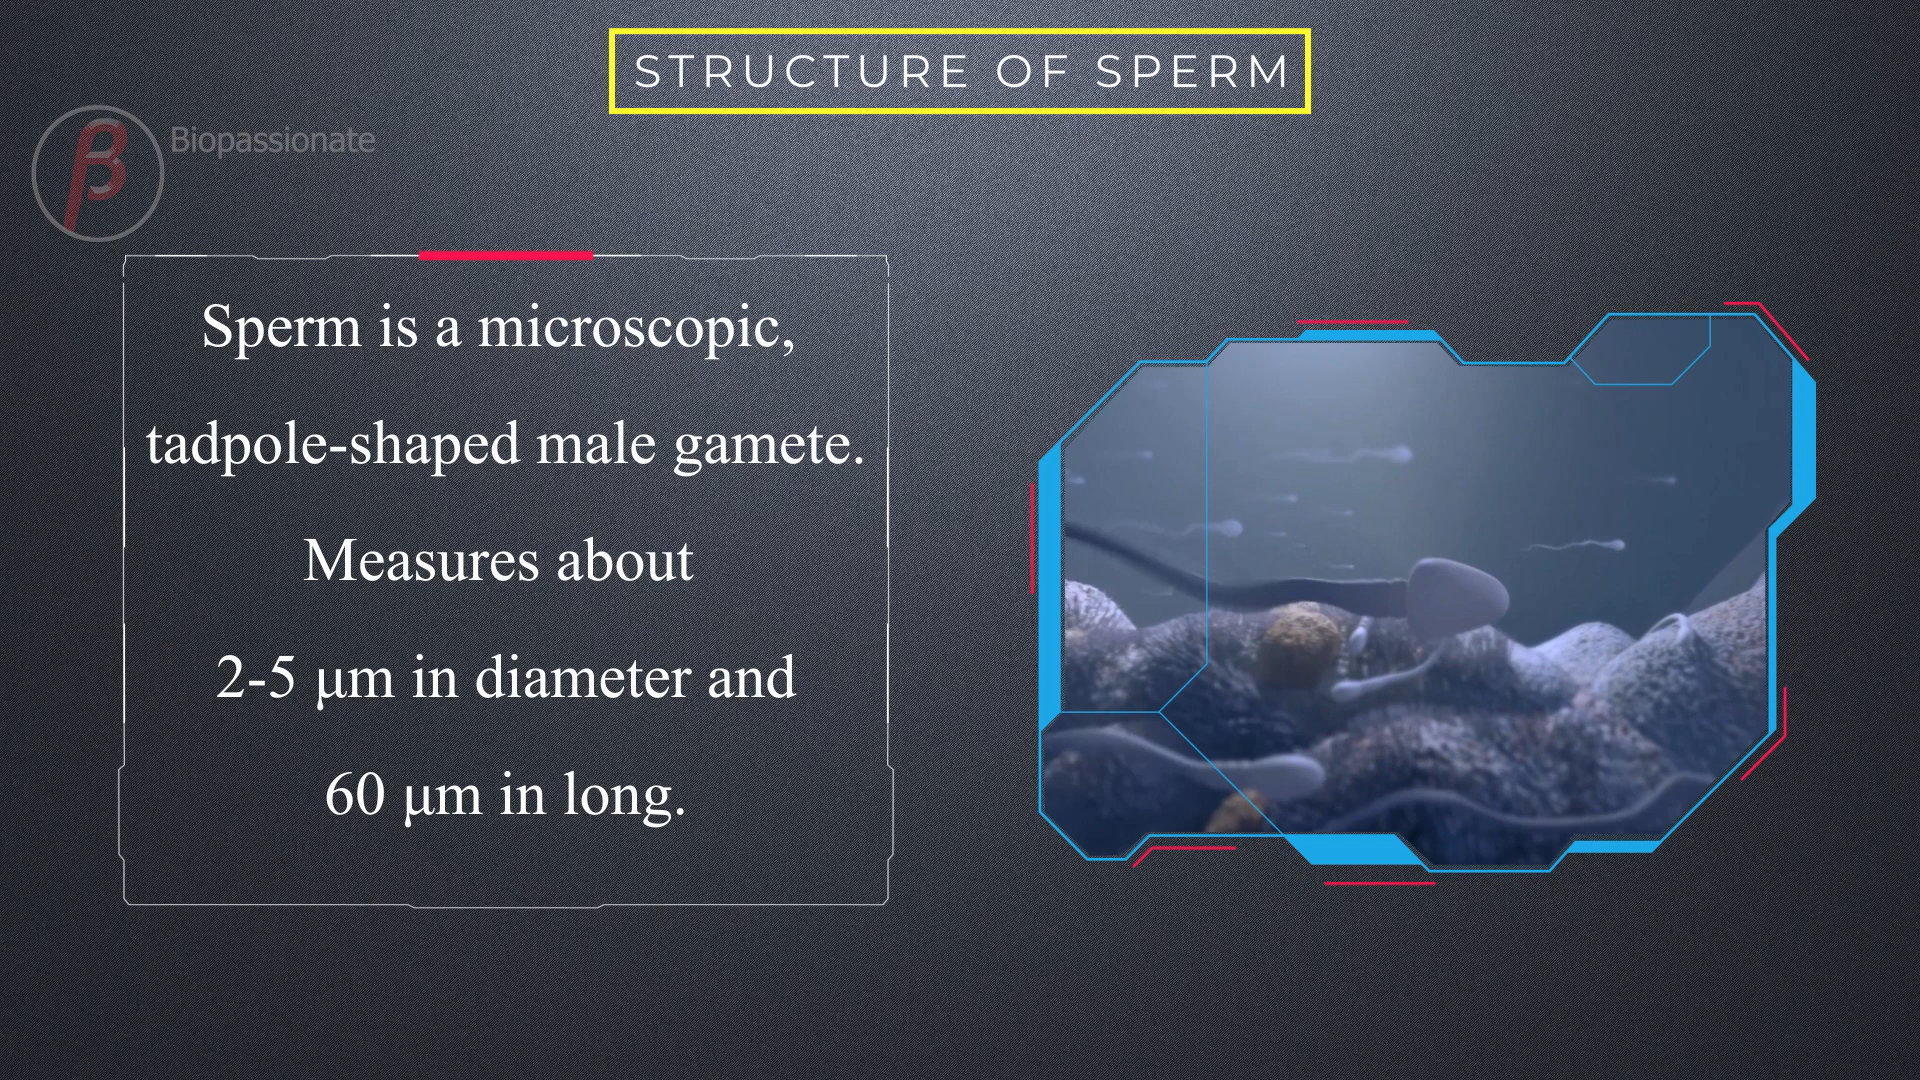 STRUCTURE OF SPERM
β Biopassionate
Sperm is a microscopic,
tadpole-shaped male gamete.
Measures about
2-5 μm in diameter and
60 μm in long.